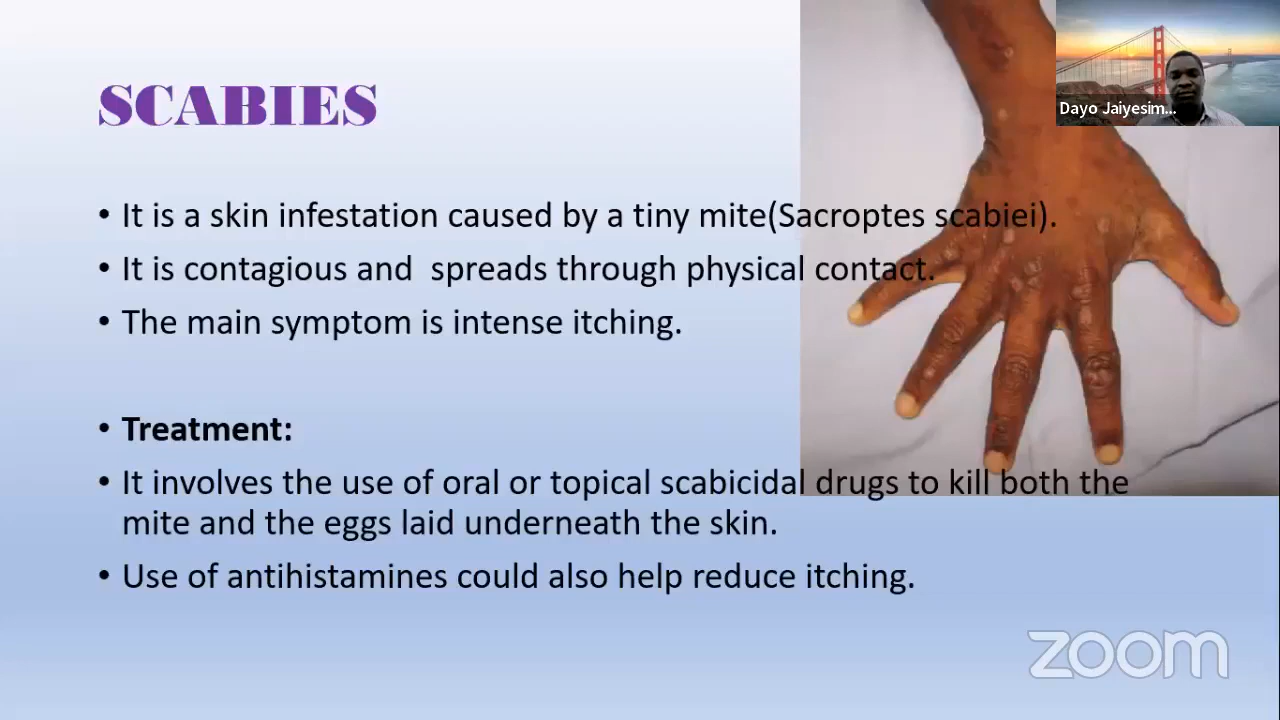 SCABIES
Dayo Jaiyesim...
• It is a skin infestation caused by a tiny mite(Sacroptes scabiei).
• It is contagious and  spreads through physical contact.
• The main symptom is intense itching.
• Treatment:
• It involves the use of oral or topical scabicidal drugs to kill both the
mite and the eggs laid underneath the skin.
• Use of antihistamines could also help reduce itching.
zoom